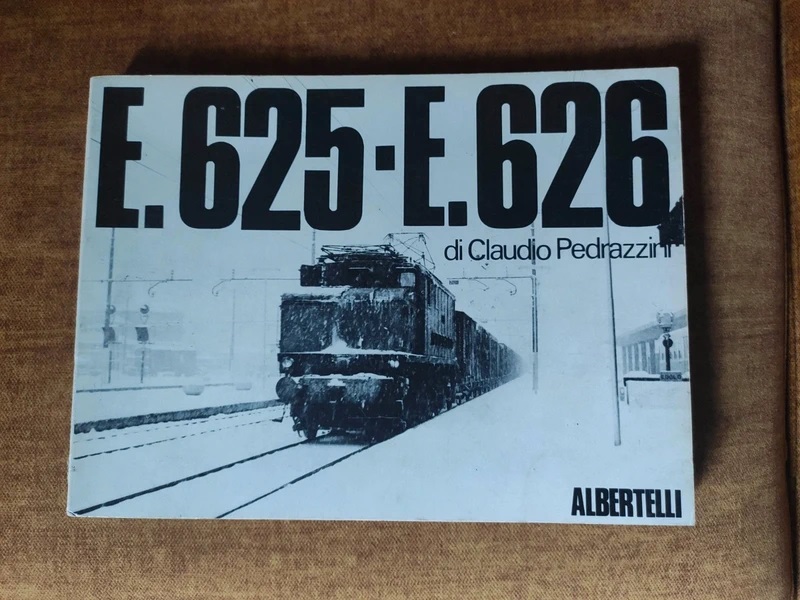 E.625·E.626
di Claudio Pedrazzini
ALBERTELLI